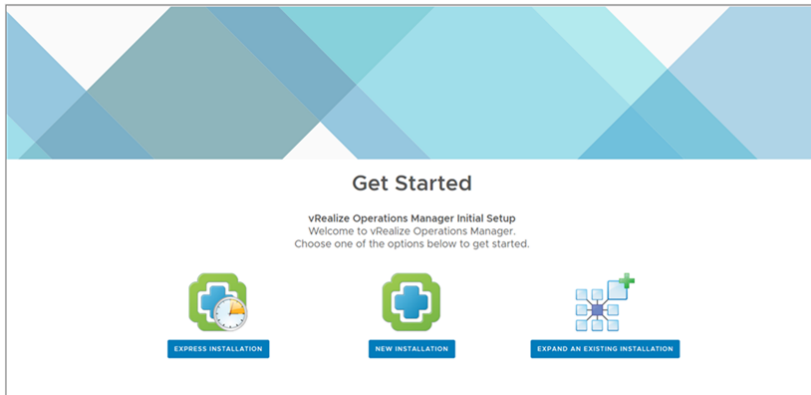 Get Started
vRealize Operations Manager Initial Setup
Welcome to vRealize Operations Manager.
Choose one of the options below to get started.
EXPRESS INSTALLATION
NEW INSTALLATION
EXPAND AN EXISTING INSTALLATION